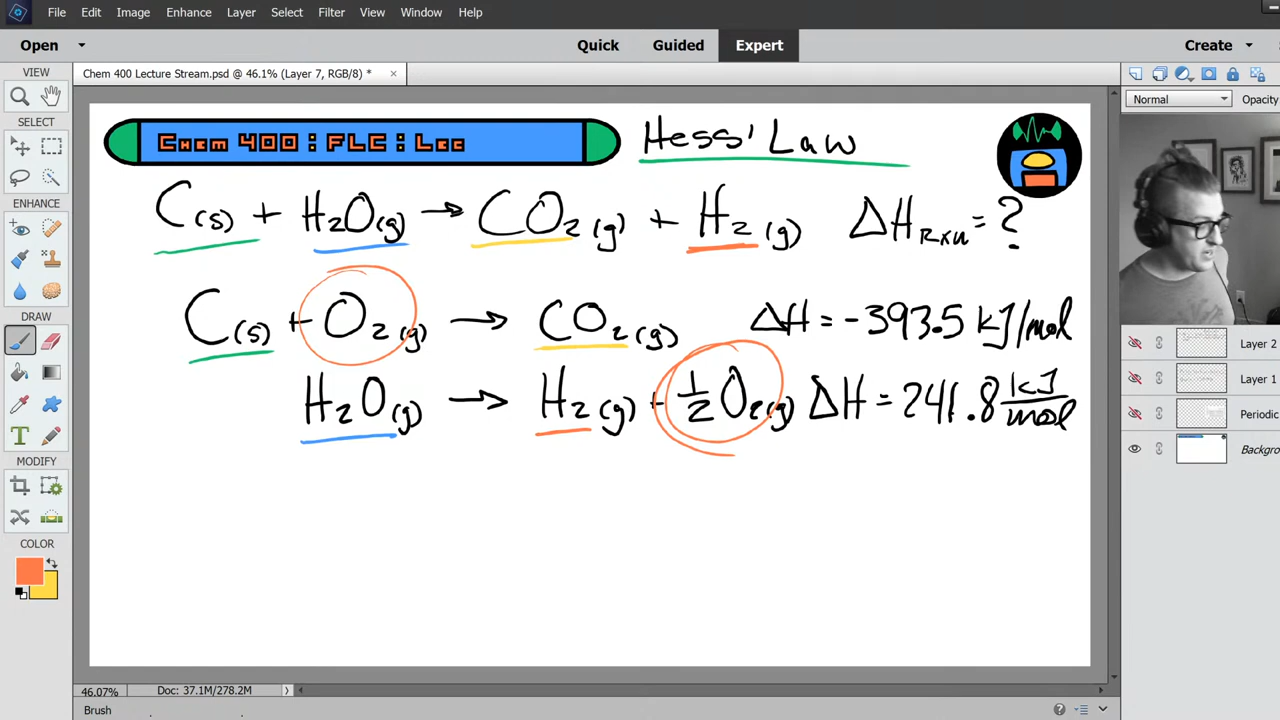 File Edit Image Enhance Layer Select Filter View Window Help
Open Quick Guided Expert Create
VIEW
Chem 400 Lecture Stream.psd @ 46.1% (Layer 7, RGB/8) *
Normal Opacity
SELECT
ENHANCE
DRAW
MODIFY
COLOR
Chem 400 : FLC : Lec Hess' Law
C(s) + H₂O(g) → CO₂(g) + H₂(g) ΔHRxn = ?
C(s) + O₂(g) → CO₂(g) ΔH = -393.5 kJ/mol
H₂O(g) → H₂(g) + 1/2 O₂(g) ΔH = 241.8 kJ/mol
Layer 2
Layer 1
Periodic
Backgro
46.07% Doc: 37.1M/278.2M
Brush